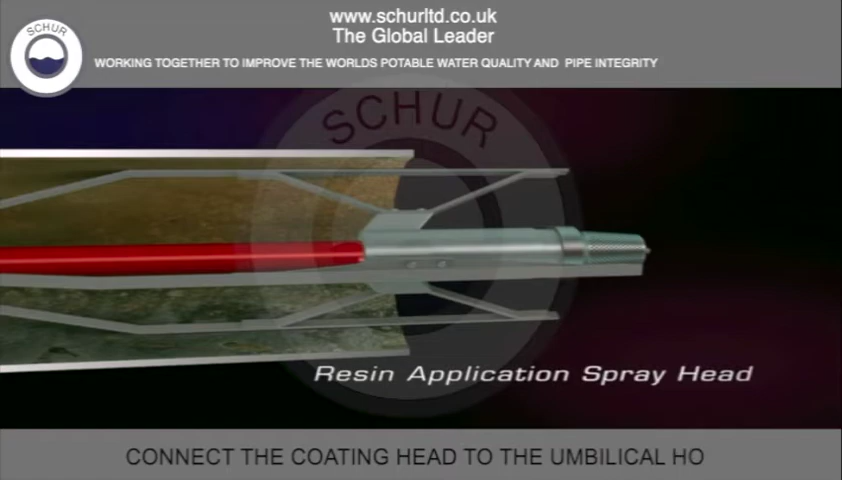 www.schurltd.co.uk
The Global Leader
SCHUR
WORKING TOGETHER TO IMPROVE THE WORLDS POTABLE WATER QUALITY AND PIPE INTEGRITY
SCHUR
Resin Application Spray Head
CONNECT THE COATING HEAD TO THE UMBILICAL HO